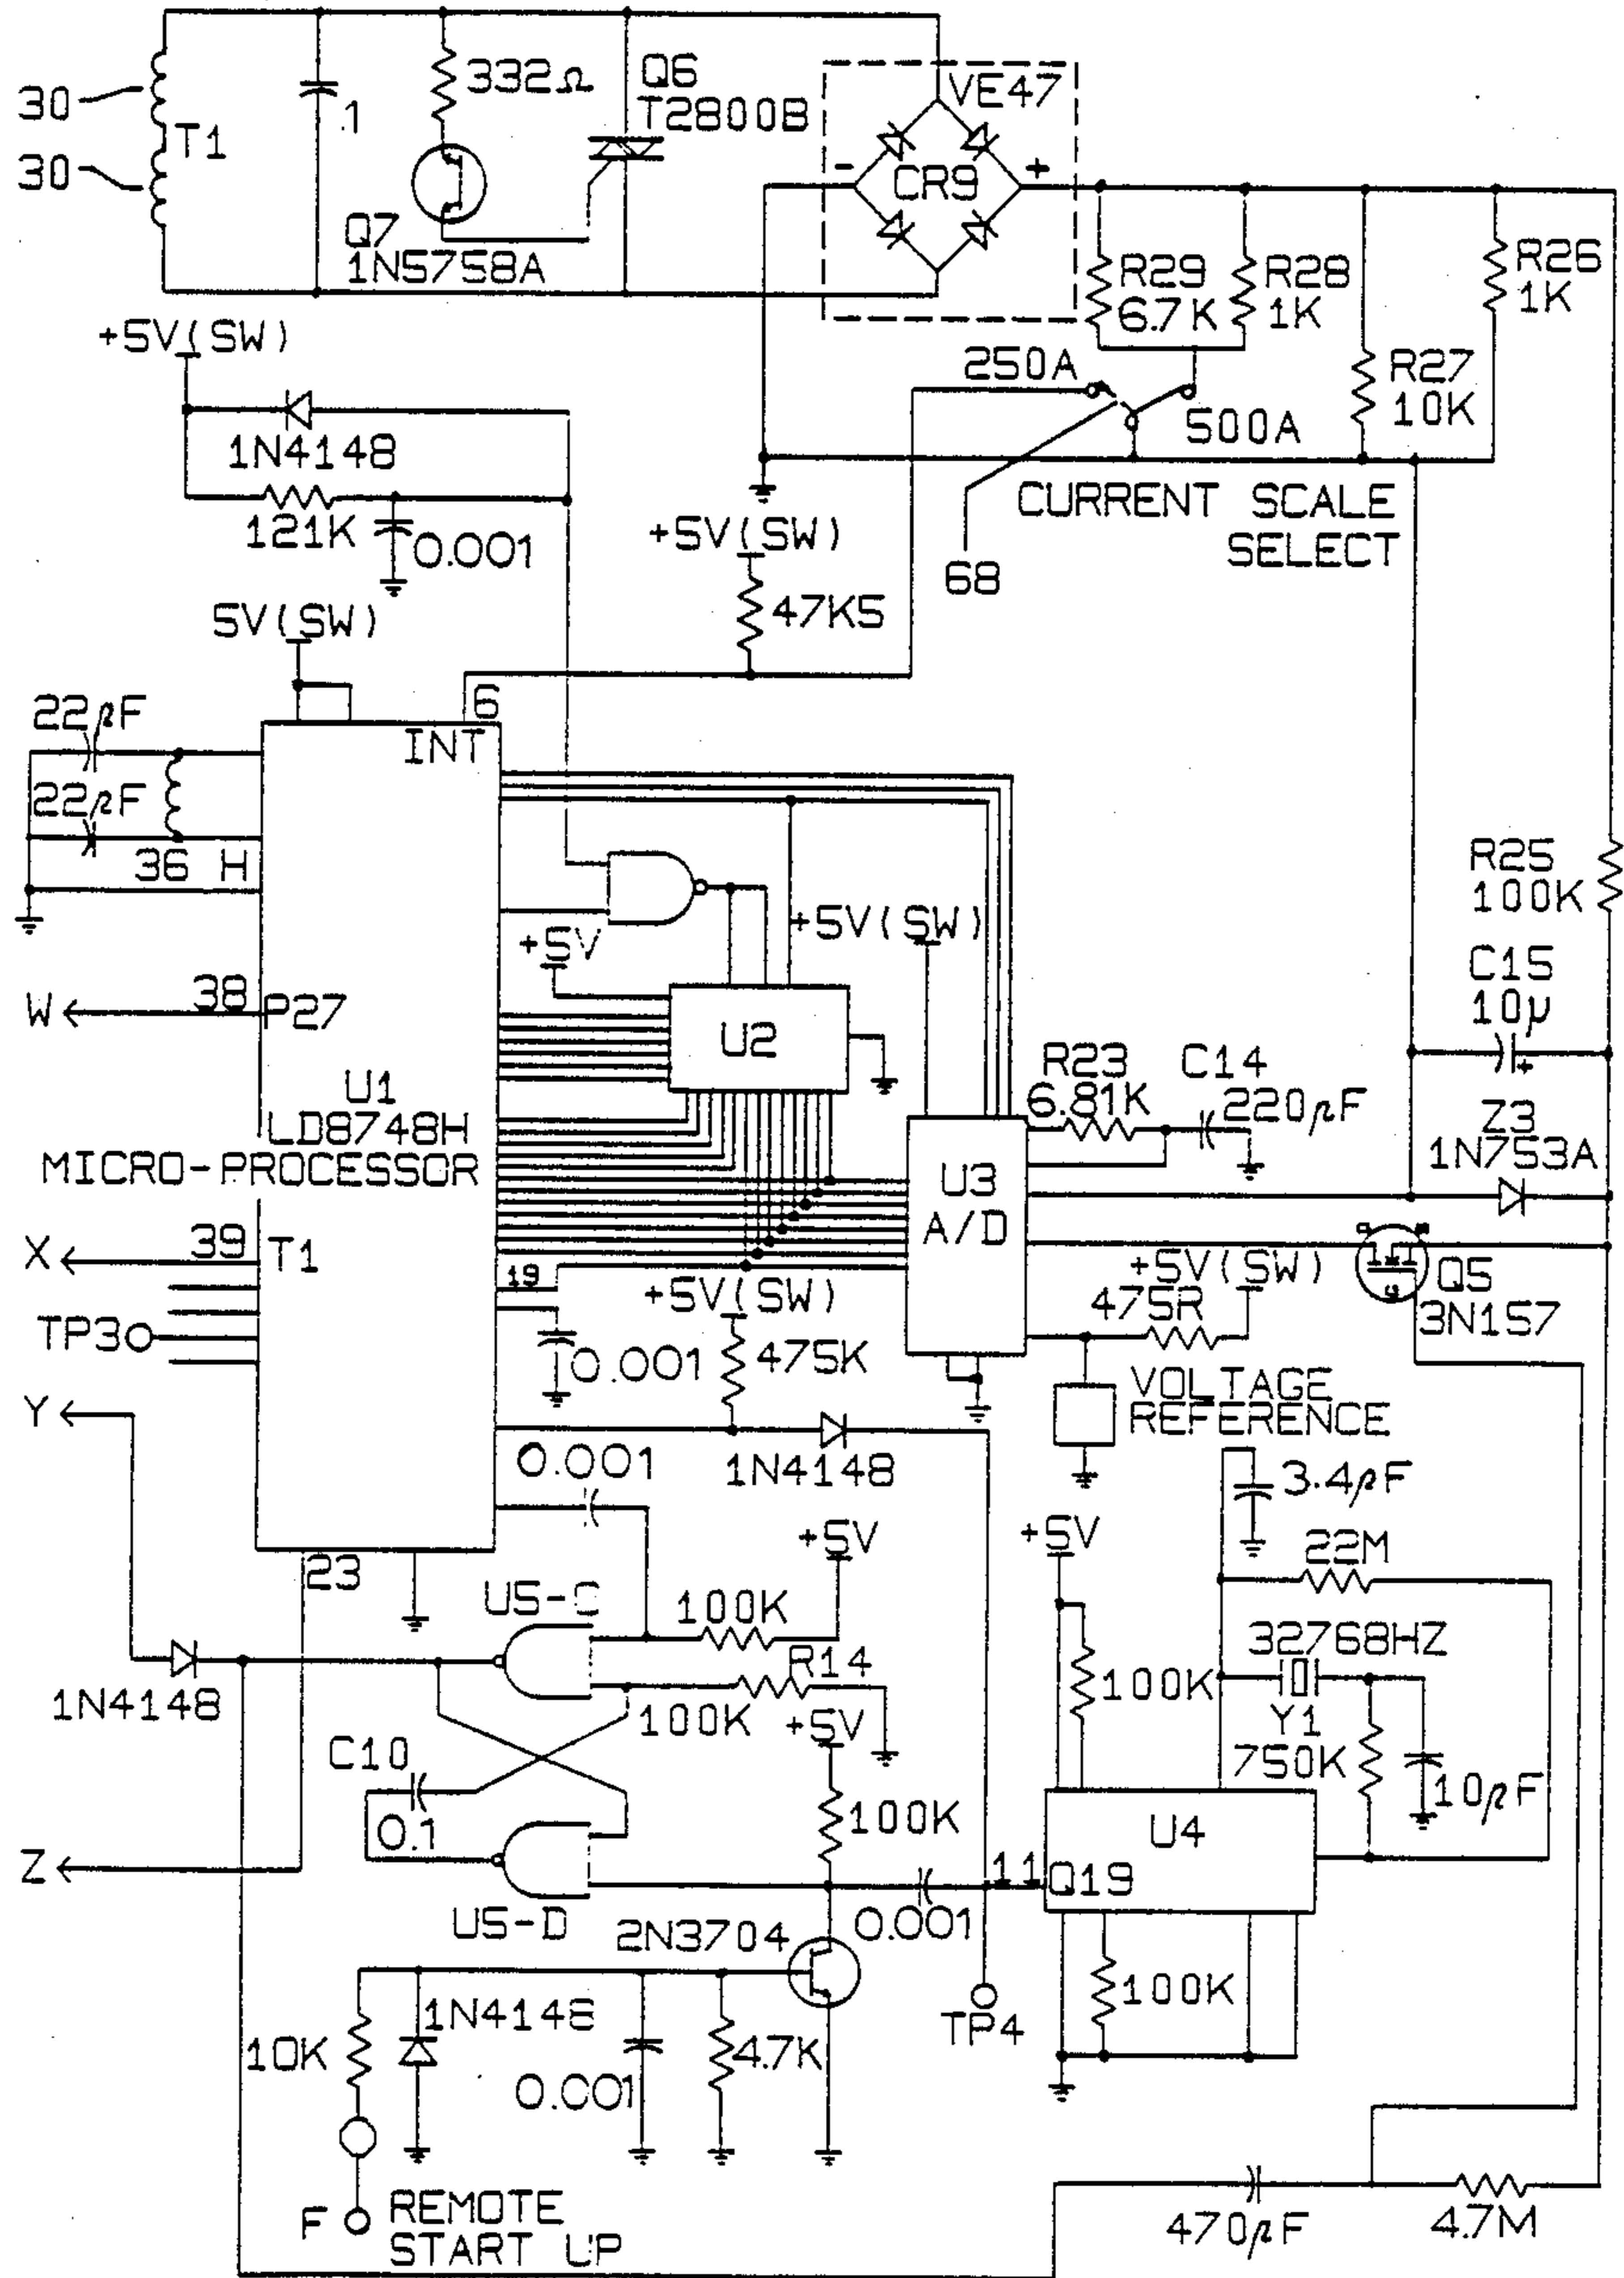 30
30
T1
.1
332Ω
Q7
1N5758A
Q6
T2800B
VE47
CR9
-
+
R29
6.7K
R28
1K
R27
10K
R26
1K
250A
500A
68
CURRENT SCALE
SELECT
+5V(SW)
1N4148
121K
0.001
+5V(SW)
47K5
5V(SW)
6
INT
22pF
22pF
36 H
+5V
+5V(SW)
R25
100K
C15
10µ
+
W
38
P27
U1
LD8748H
MICRO-PROCESSOR
U2
R23
6.81K
C14
220pF
Z3
1N753A
U3
A/D
X
39
T1
TP3
19
0.001
+5V(SW)
475K
1N4148
+5V(SW)
475R
Q5
3N157
VOLTAGE
REFERENCE
Y
0.001
+5V
23
U5-C
100K
R14
100K
1N4148
+5V
3.4pF
22M
32768HZ
Y1
100K
750K
10pF
C10
0.1
+5V
100K
U4
Z
U5-D
0.001
11
Q19
2N3704
100K
TP4
10K
1N4148
0.001
4.7K
F
REMOTE
START UP
470pF
4.7M